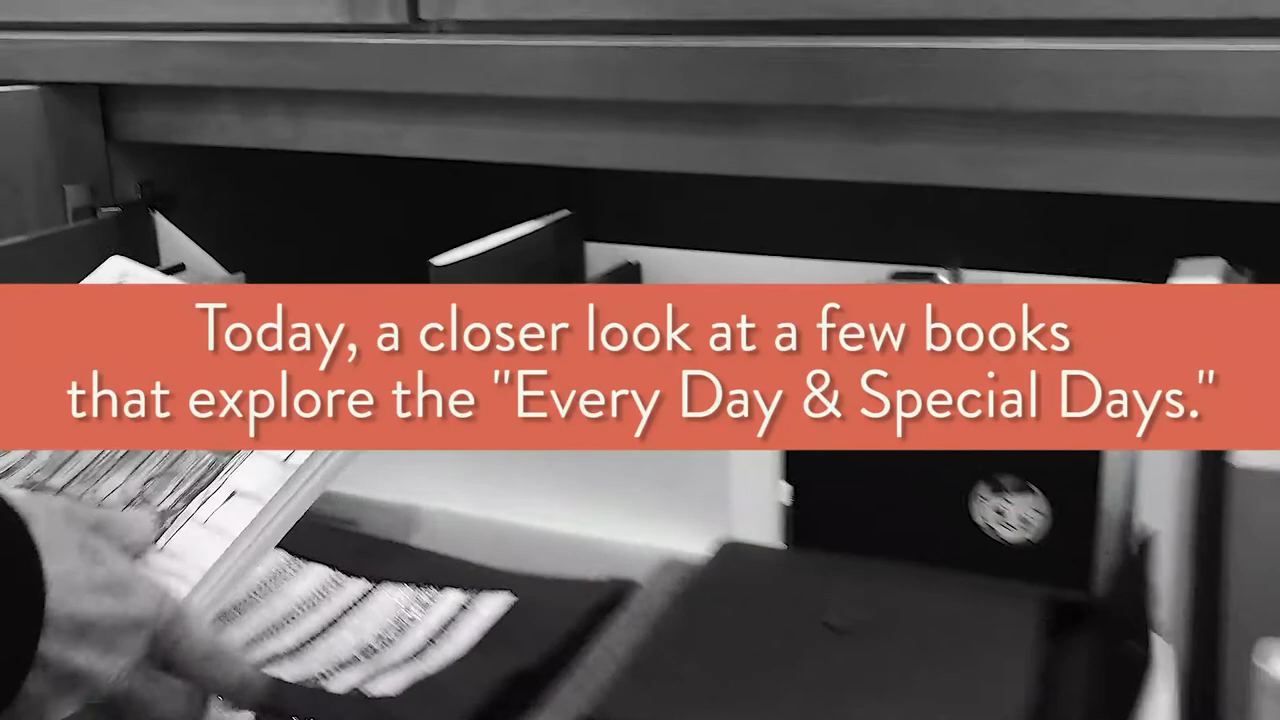 Today, a closer look at a few books
that explore the "Every Day & Special Days."